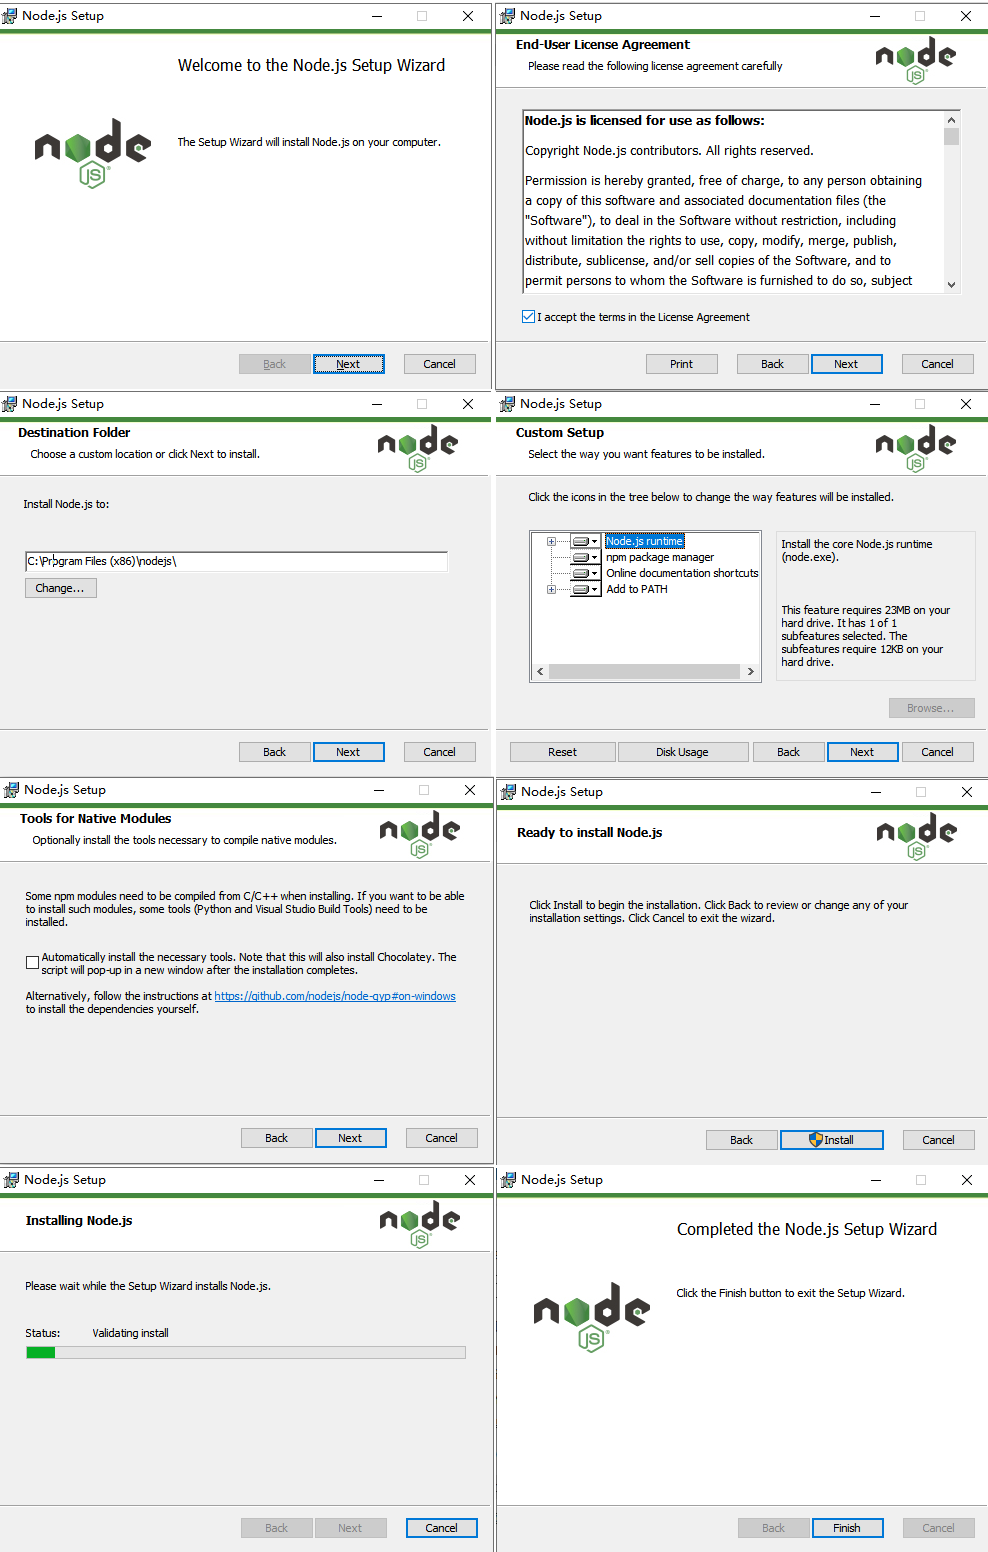 Node.js Setup
Welcome to the Node.js Setup Wizard
node
JS
The Setup Wizard will install Node.js on your computer.
Back
Next
Cancel
Node.js Setup
End-User License Agreement
Please read the following license agreement carefully
node
JS
Node.js is licensed for use as follows:
Copyright Node.js contributors. All rights reserved.
Permission is hereby granted, free of charge, to any person obtaining
a copy of this software and associated documentation files (the
"Software"), to deal in the Software without restriction, including
without limitation the rights to use, copy, modify, merge, publish,
distribute, sublicense, and/or sell copies of the Software, and to
permit persons to whom the Software is furnished to do so, subject
I accept the terms in the License Agreement
Print
Back
Next
Cancel
Node.js Setup
Destination Folder
Choose a custom location or click Next to install.
node
JS
Install Node.js to:
C:\Program Files (x86)\nodejs\
Change...
Back
Next
Cancel
Node.js Setup
Custom Setup
Select the way you want features to be installed.
node
JS
Click the icons in the tree below to change the way features will be installed.
Node.js runtime
npm package manager
Online documentation shortcuts
Add to PATH
Install the core Node.js runtime
(node.exe).
This feature requires 23MB on your
hard drive. It has 1 of 1
subfeatures selected. The
subfeatures require 12KB on your
hard drive.
Browse...
Reset
Disk Usage
Back
Next
Cancel
Node.js Setup
Tools for Native Modules
Optionally install the tools necessary to compile native modules.
node
JS
Some npm modules need to be compiled from C/C++ when installing. If you want to be able
to install such modules, some tools (Python and Visual Studio Build Tools) need to be
installed.
Automatically install the necessary tools. Note that this will also install Chocolatey. The
script will pop-up in a new window after the installation completes.
Alternatively, follow the instructions at https://github.com/nodejs/node-gyp#on-windows
to install the dependencies yourself.
Back
Next
Cancel
Node.js Setup
Ready to install Node.js
node
JS
Click Install to begin the installation. Click Back to review or change any of your
installation settings. Click Cancel to exit the wizard.
Back
Install
Cancel
Node.js Setup
Installing Node.js
node
JS
Please wait while the Setup Wizard installs Node.js.
Status: Validating install
Back
Next
Cancel
Node.js Setup
Completed the Node.js Setup Wizard
node
JS
Click the Finish button to exit the Setup Wizard.
Back
Finish
Cancel